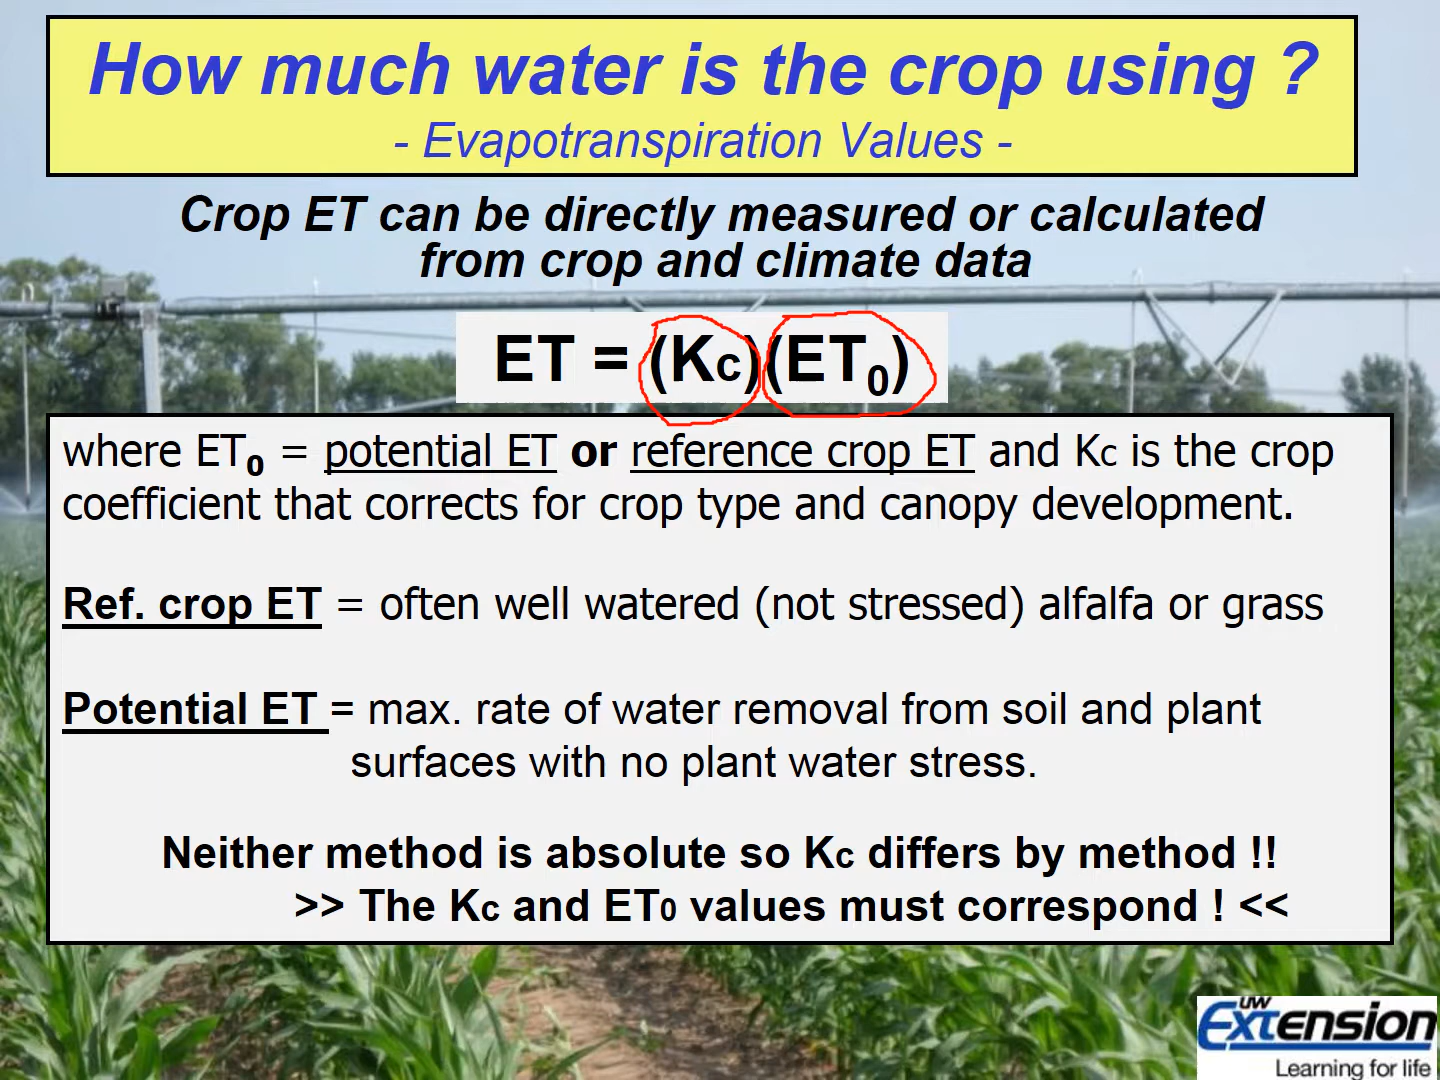 How much water is the crop using ?
- Evapotranspiration Values -
Crop ET can be directly measured or calculated
from crop and climate data
ET = (Kc)(ET₀)
where ET₀ = potential ET or reference crop ET and Kc is the crop
coefficient that corrects for crop type and canopy development.
Ref. crop ET = often well watered (not stressed) alfalfa or grass
Potential ET = max. rate of water removal from soil and plant
surfaces with no plant water stress.
Neither method is absolute so Kc differs by method !!
>> The Kc and ET0 values must correspond ! <<
UW
Extension
Learning for life